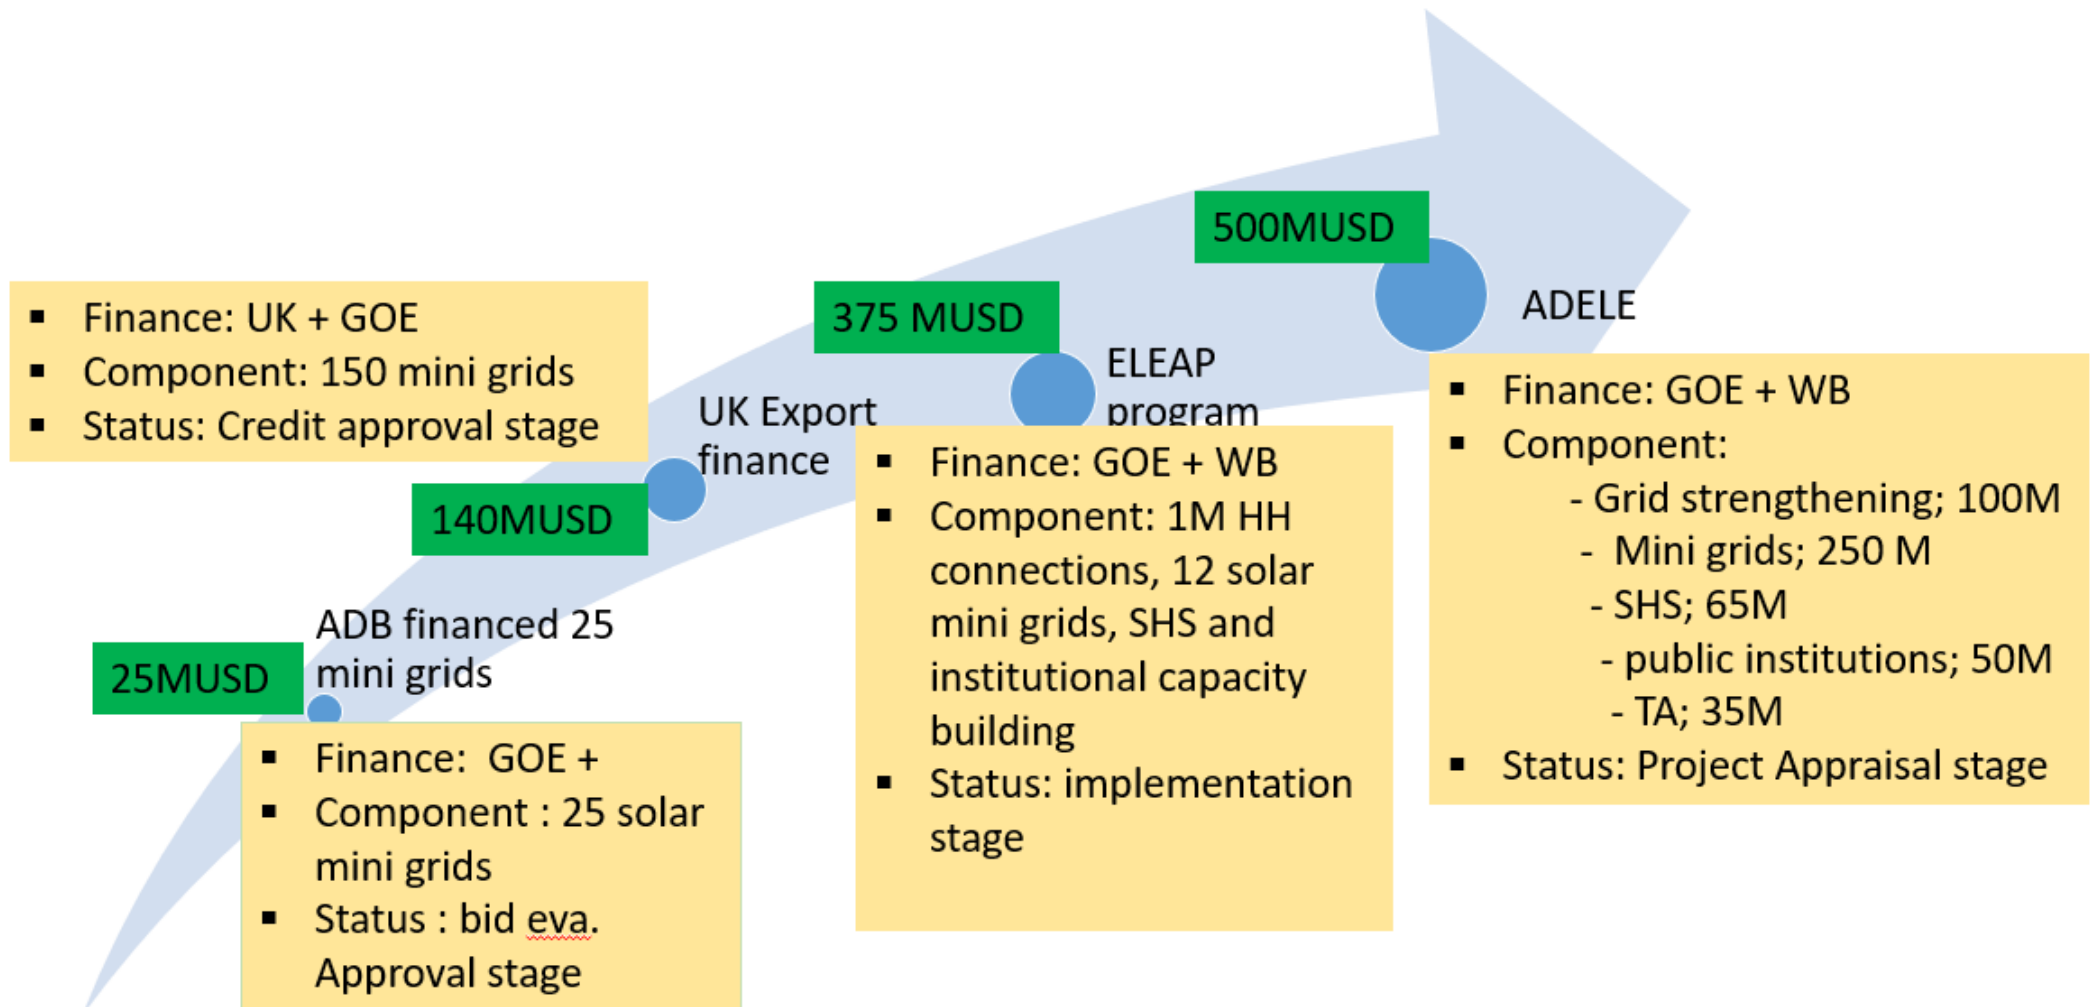 ▪ Finance: UK + GOE
▪ Component: 150 mini grids
▪ Status: Credit approval stage
140MUSD
UK Export
finance
25MUSD
ADB financed 25
mini grids
▪ Finance: GOE +
▪ Component : 25 solar
mini grids
▪ Status : bid eva.
Approval stage
375 MUSD
ELEAP
program
▪ Finance: GOE + WB
▪ Component: 1M HH
connections, 12 solar
mini grids, SHS and
institutional capacity
building
▪ Status: implementation
stage
500MUSD
ADELE
▪ Finance: GOE + WB
▪ Component:
- Grid strengthening; 100M
- Mini grids; 250 M
- SHS; 65M
- public institutions; 50M
- TA; 35M
▪ Status: Project Appraisal stage